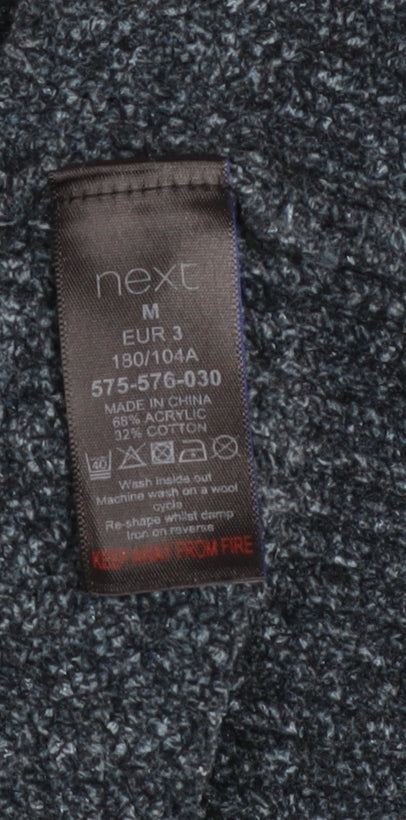 next
M
EUR 3
180/104A
575-576-030
MADE IN CHINA
68% ACRYLIC
32% COTTON
40
Wash inside out
Machine wash on a wool
cycle
Re-shape whilst damp
Iron on reverse
KEEP AWAY FROM FIRE